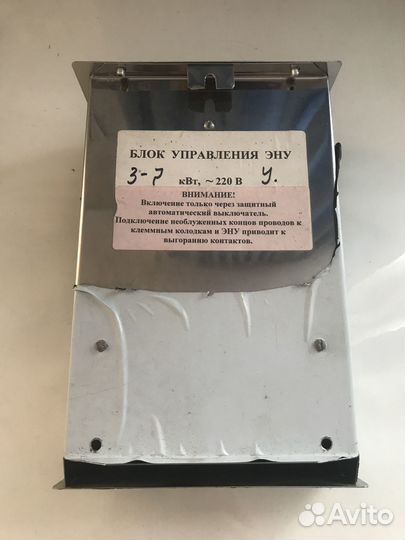 БЛОК УПРАВЛЕНИЯ ЭНУ
3-7 кВт, ~ 220 В У.
ВНИМАНИЕ!
Включение только через защитный
автоматический выключатель.
Подключение необлуженных концов проводов к
клеммным колодкам и ЭНУ приводит к
выгоранию контактов.
Avito